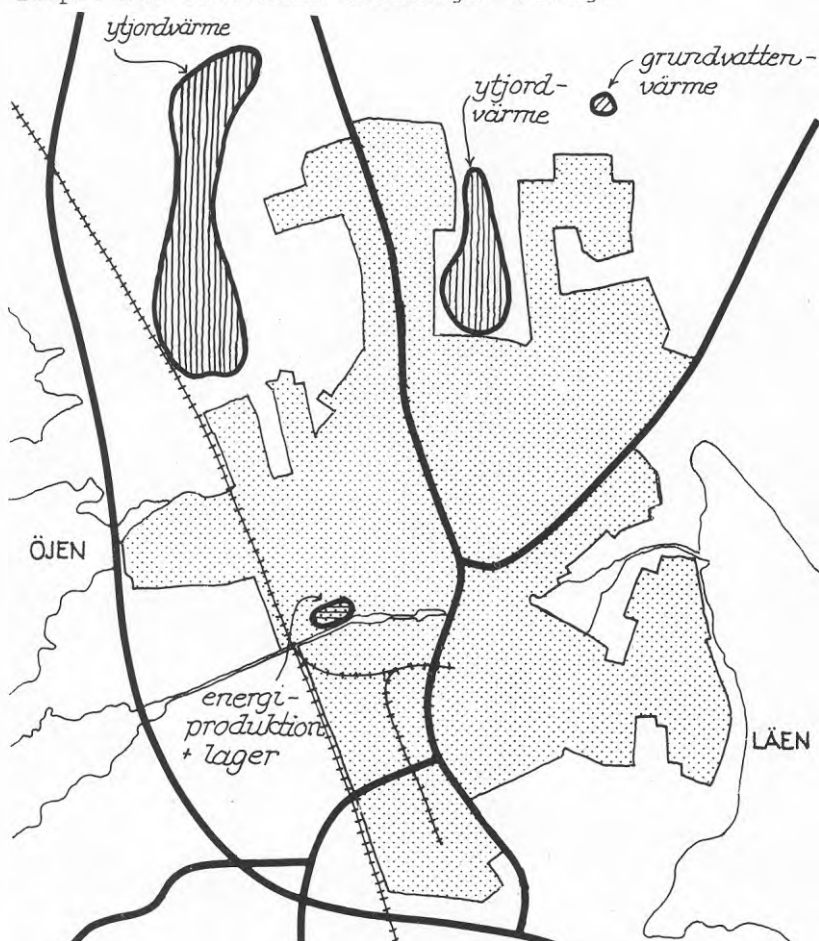 ytjordvärme
ytjord-
värme
grundvatten-
värme
ÖJEN
energi-
produktion
+ lager
LÄEN